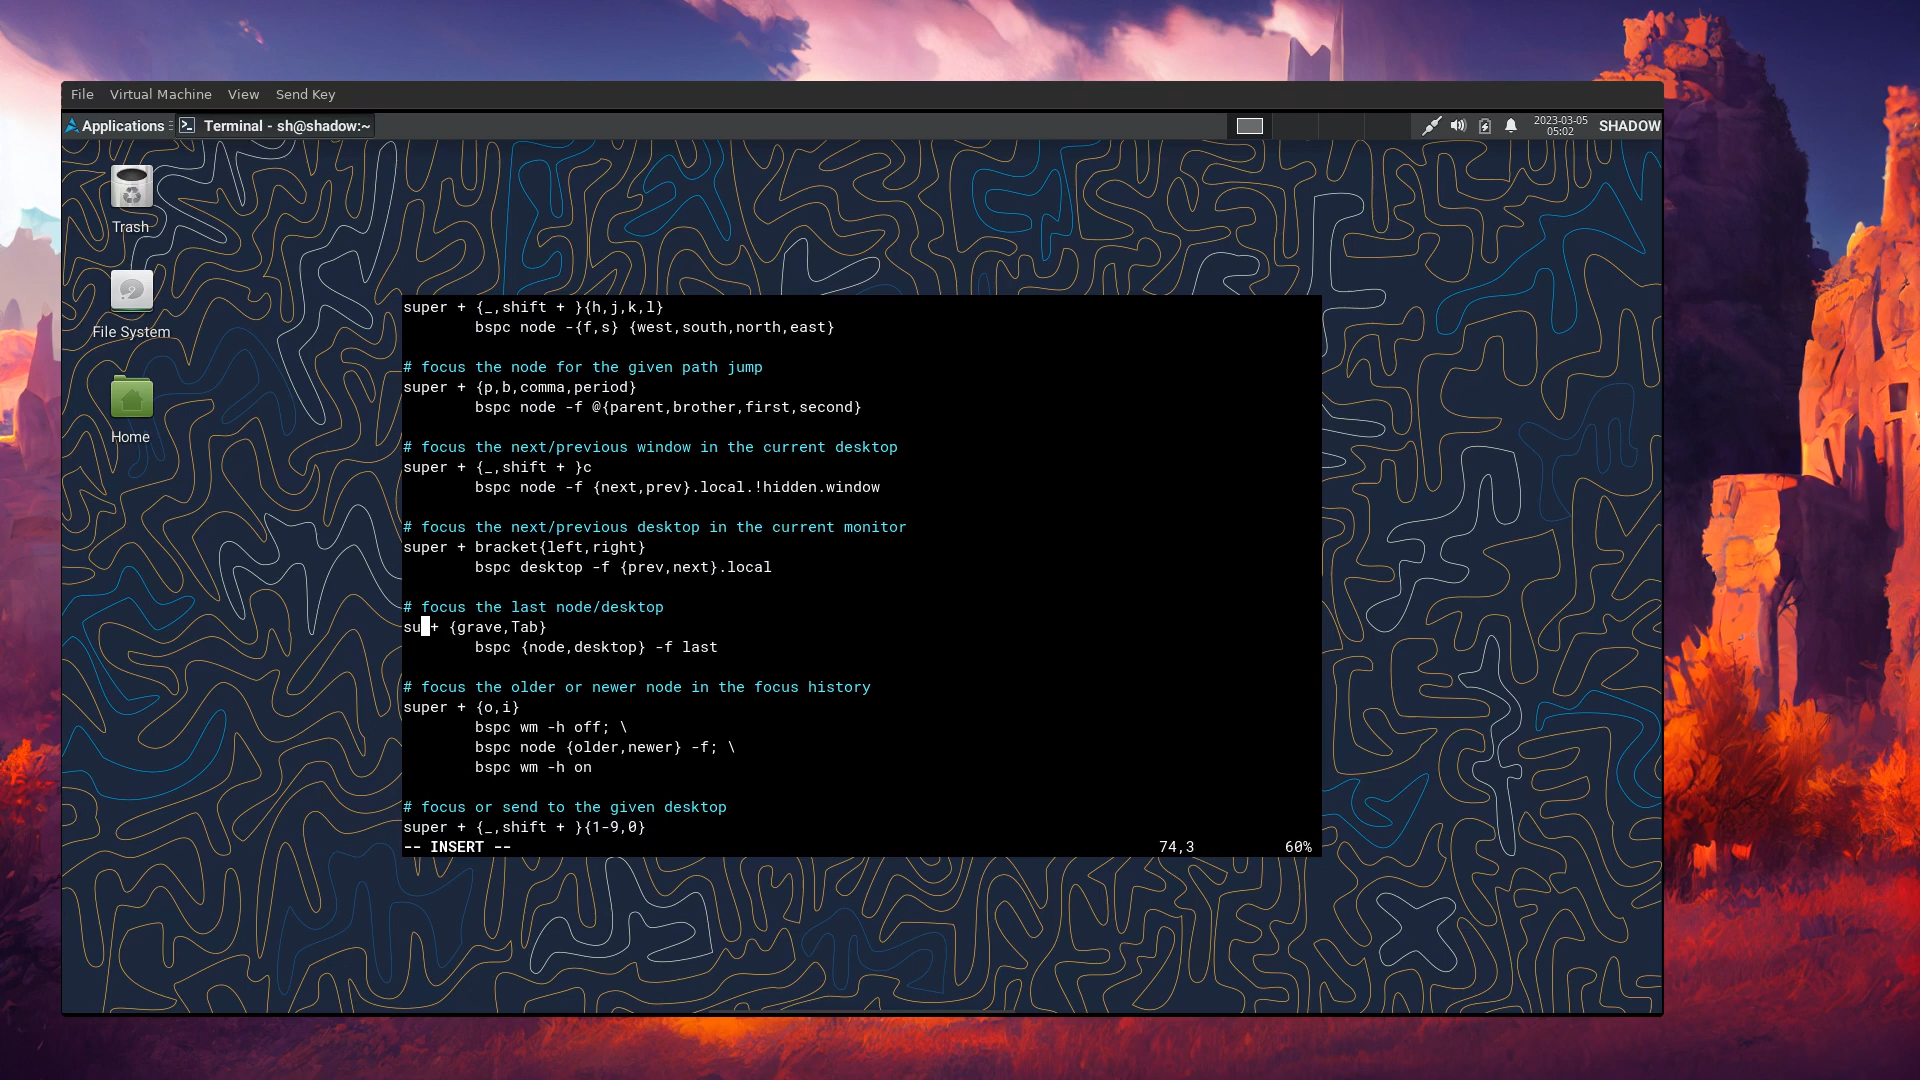 File Virtual Machine View Send Key
Applications Terminal - sh@shadow:~ 2023-03-05 05:02 SHADOW
Trash
File System
Home
super + {_,shift + }{h,j,k,l}
        bspc node -{f,s} {west,south,north,east}
# focus the node for the given path jump
super + {p,b,comma,period}
        bspc node -f @{parent,brother,first,second}
# focus the next/previous window in the current desktop
super + {_,shift + }c
        bspc node -f {next,prev}.local.!hidden.window
# focus the next/previous desktop in the current monitor
super + bracket{left,right}
        bspc desktop -f {prev,next}.local
# focus the last node/desktop
su + {grave,Tab}
        bspc {node,desktop} -f last
# focus the older or newer node in the focus history
super + {o,i}
        bspc wm -h off; \
        bspc node {older,newer} -f; \
        bspc wm -h on
# focus or send to the given desktop
super + {_,shift + }{1-9,0}
-- INSERT -- 74,3 60%